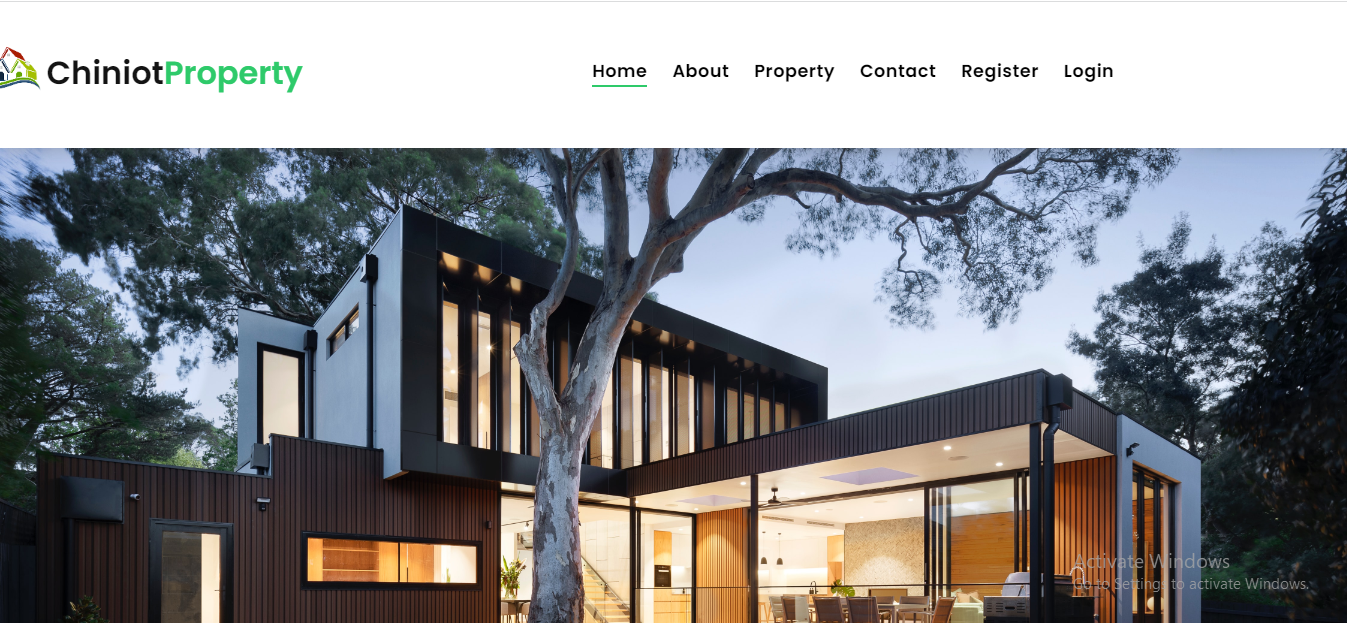 ChiniotProperty
Home About Property Contact Register Login
Activate Windows
Go to Settings to activate Windows.